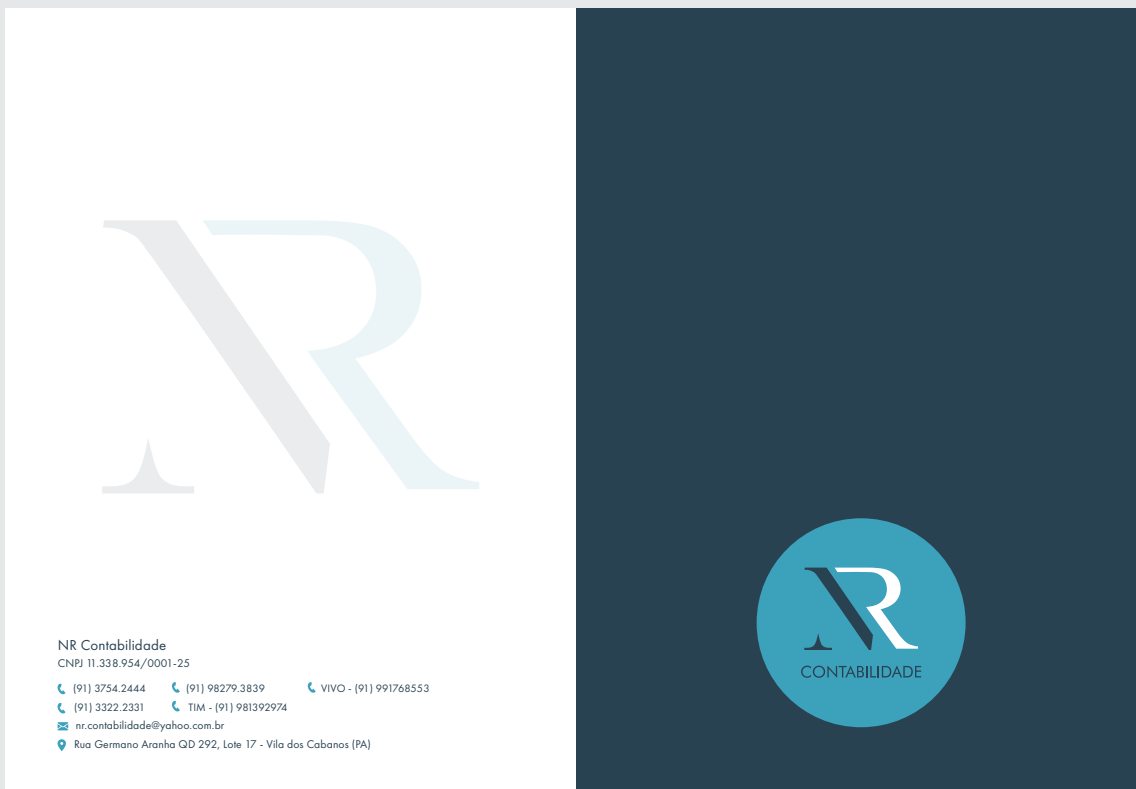 NR
NR Contabilidade
CNPJ 11.338.954/0001-25
(91) 3754.2444 (91) 98279.3839 VIVO - (91) 991768553
(91) 3322.2331 TIM - (91) 981392974
nr.contabilidade@yahoo.com.br
Rua Germano Aranha QD 292, Lote 17 - Vila dos Cabanos (PA)
NR
CONTABILIDADE